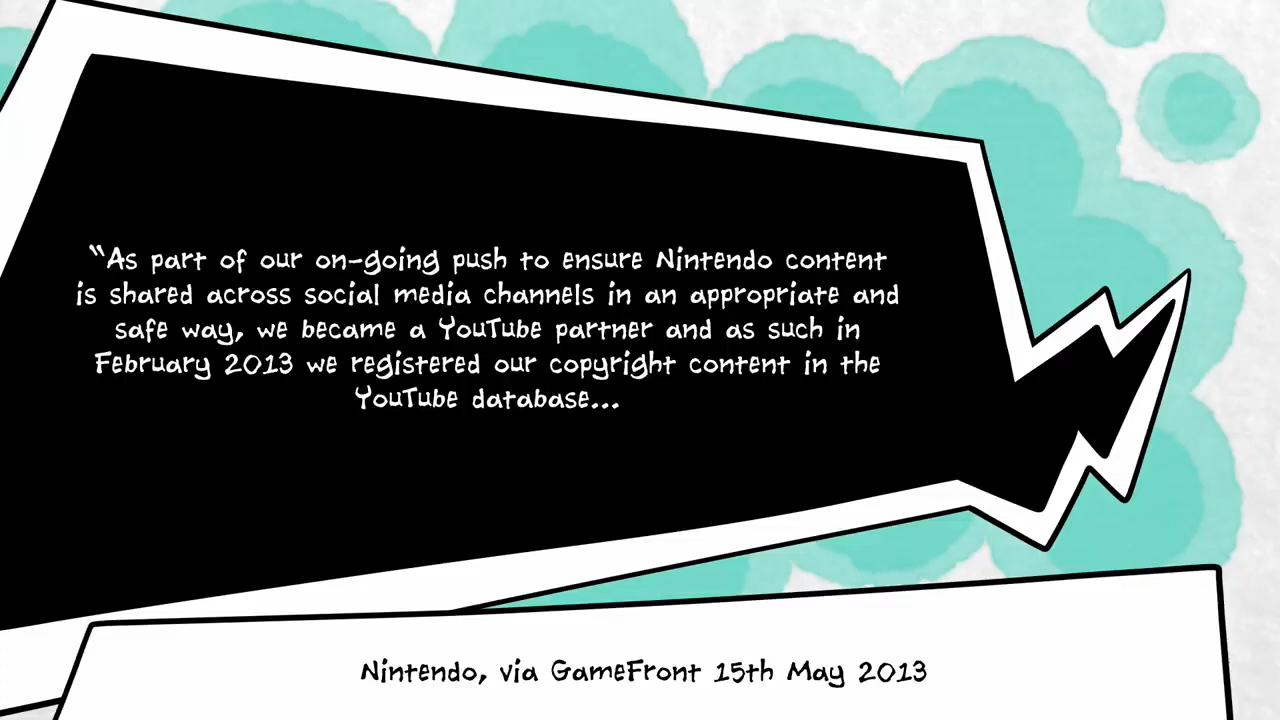 “As part of our on-going push to ensure Nintendo content
is shared across social media channels in an appropriate and
safe way, we became a YouTube partner and as such in
February 2013 we registered our copyright content in the
YouTube database...
Nintendo, via GameFront 15th May 2013